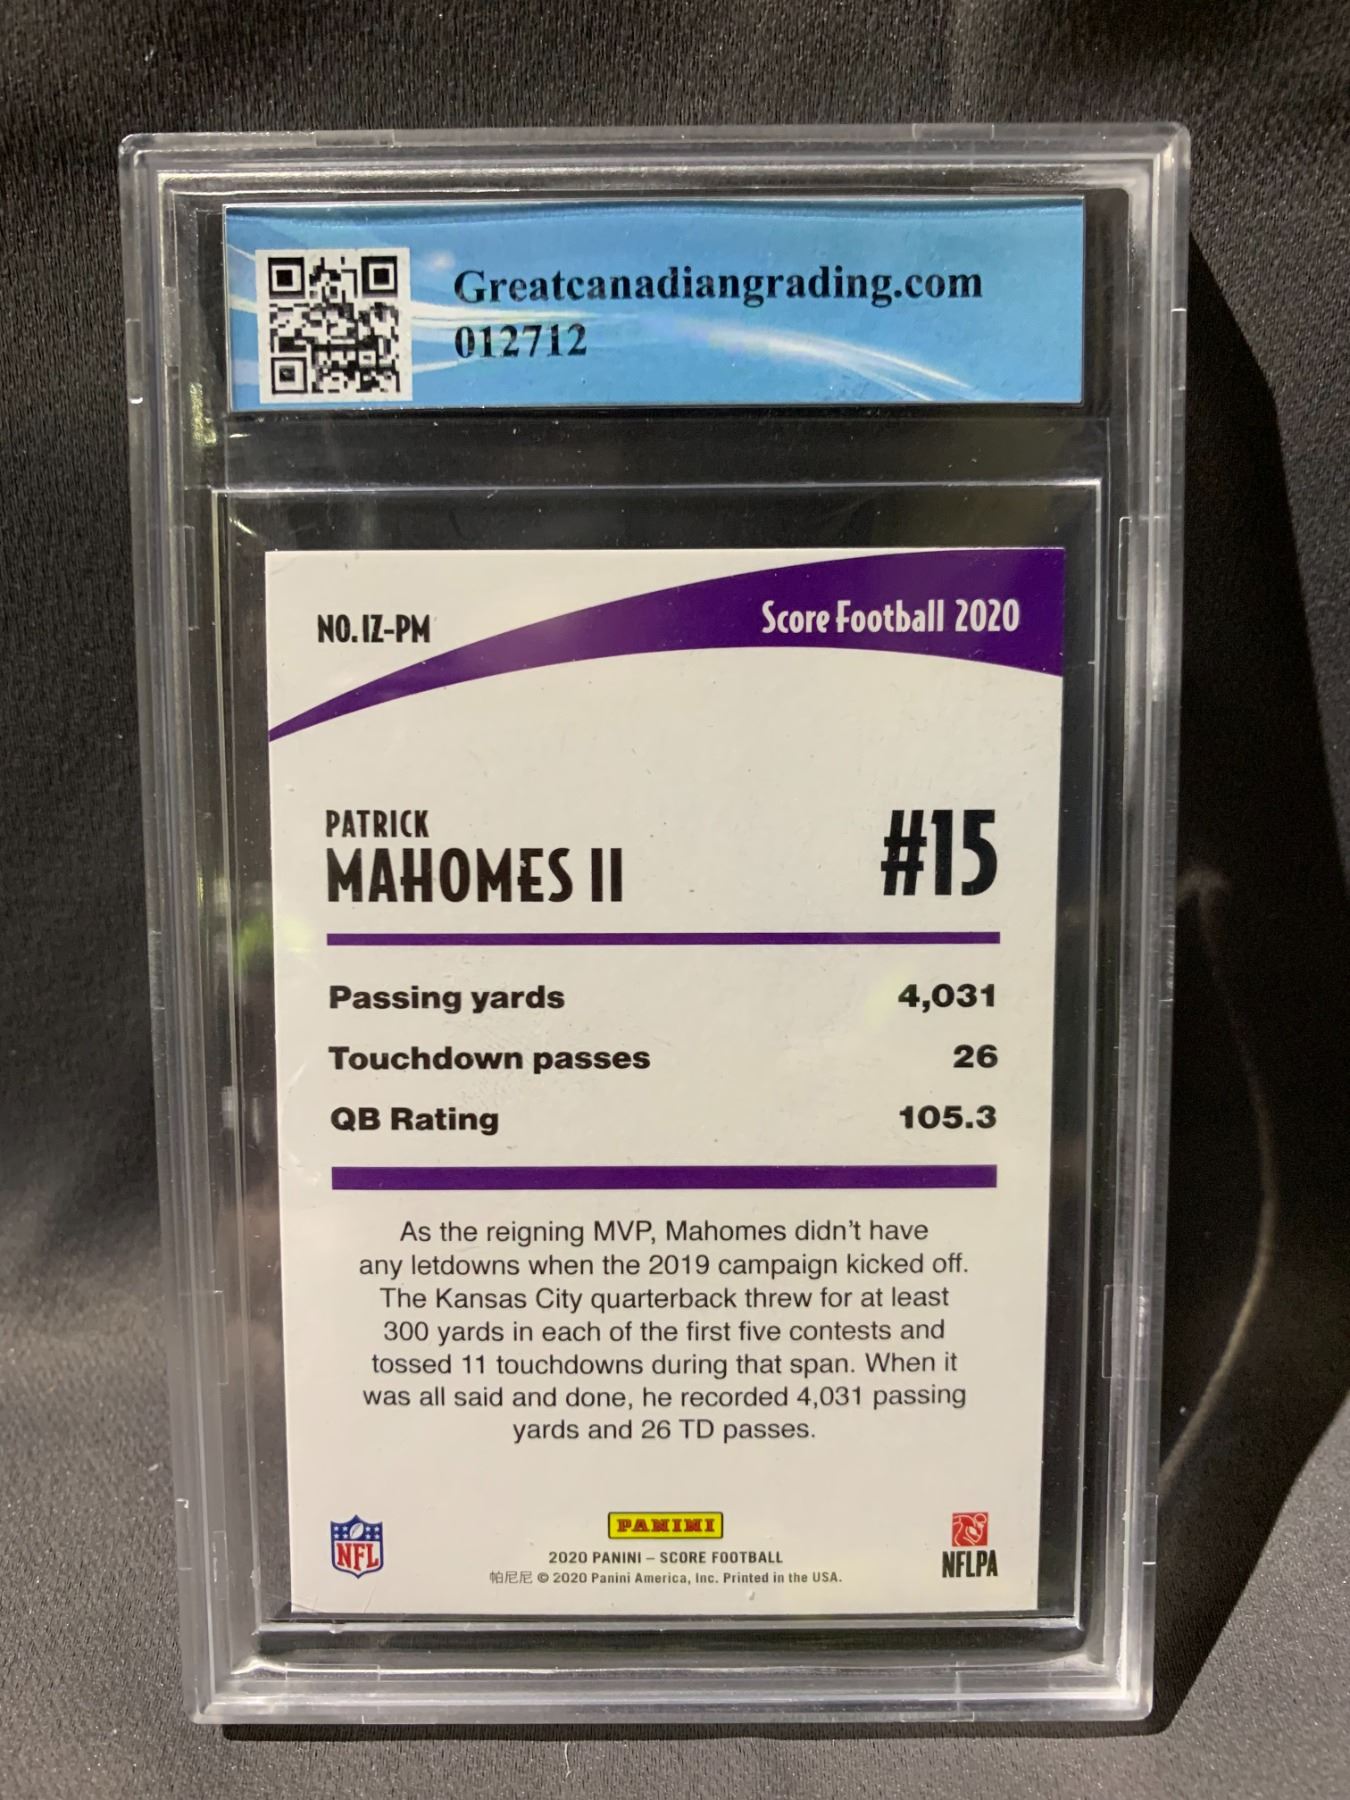 Greatcanadiangrading.com
012712
NO. IZ-PM
Score Football 2020
PATRICK
MAHOMES II
#15
Passing yards 4,031
Touchdown passes 26
QB Rating 105.3
As the reigning MVP, Mahomes didn't have
any letdowns when the 2019 campaign kicked off.
The Kansas City quarterback threw for at least
300 yards in each of the first five contests and
tossed 11 touchdowns during that span. When it
was all said and done, he recorded 4,031 passing
yards and 26 TD passes.
NFL
PANINI
2020 PANINI – SCORE FOOTBALL
帕尼尼 © 2020 Panini America, Inc. Printed in the USA.
NFLPA